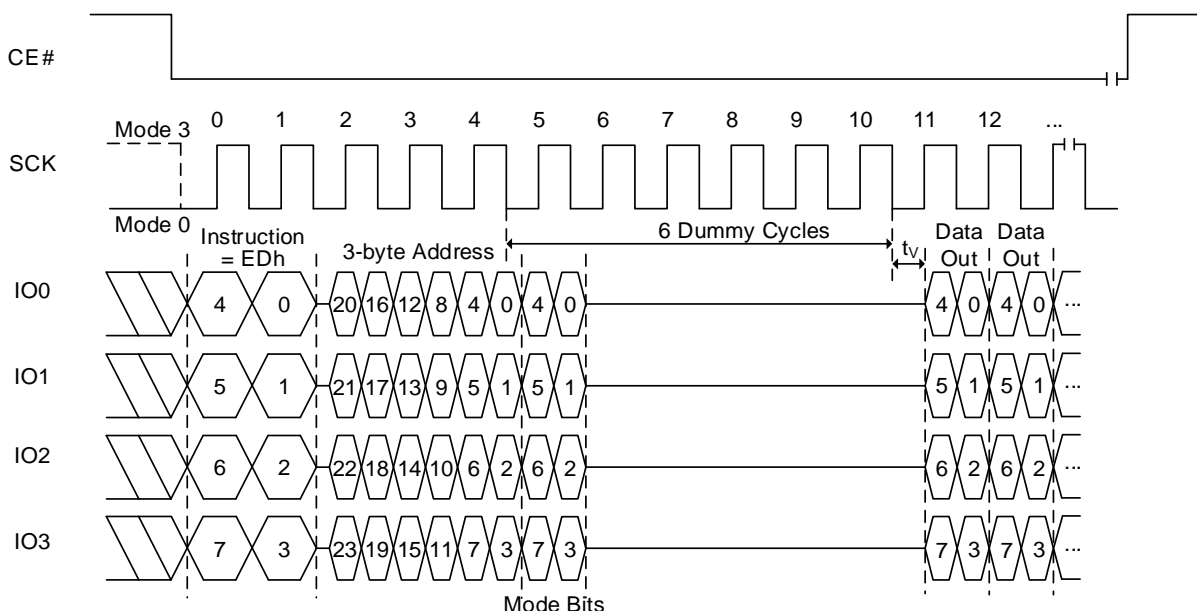 CE#
0 1 2 3 4 5 6 7 8 9 10 11 12 ...
Mode 3
SCK
Mode 0
Instruction = EDh
3-byte Address
6 Dummy Cycles
tV
Data Out
Data Out
IO0 4 0 20 16 12 8 4 0 4 0 4 0 4 0 ...
IO1 5 1 21 17 13 9 5 1 5 1 5 1 5 1 ...
IO2 6 2 22 18 14 10 6 2 6 2 6 2 6 2 ...
IO3 7 3 23 19 15 11 7 3 7 3 7 3 7 3 ...
Mode Bits